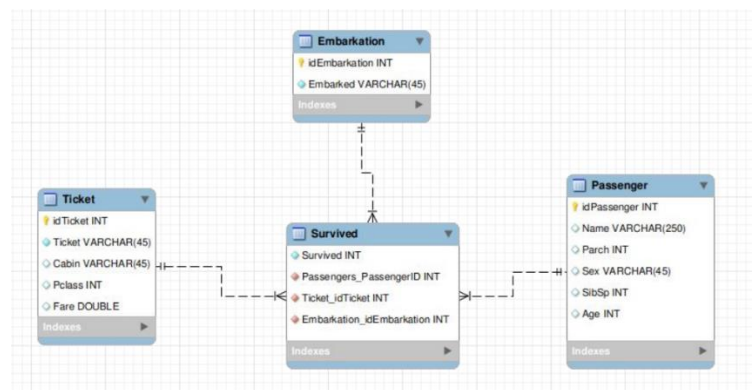 Embarkation
idEmbarkation INT
Embarked VARCHAR(45)
Indexes
Ticket
idTicket INT
Ticket VARCHAR(45)
Cabin VARCHAR(45)
Pclass INT
Fare DOUBLE
Indexes
Survived
Survived INT
Passengers_PassengerID INT
Ticket_idTicket INT
Embarkation_idEmbarkation INT
Indexes
Passenger
idPassenger INT
Name VARCHAR(250)
Parch INT
Sex VARCHAR(45)
SibSp INT
Age INT
Indexes